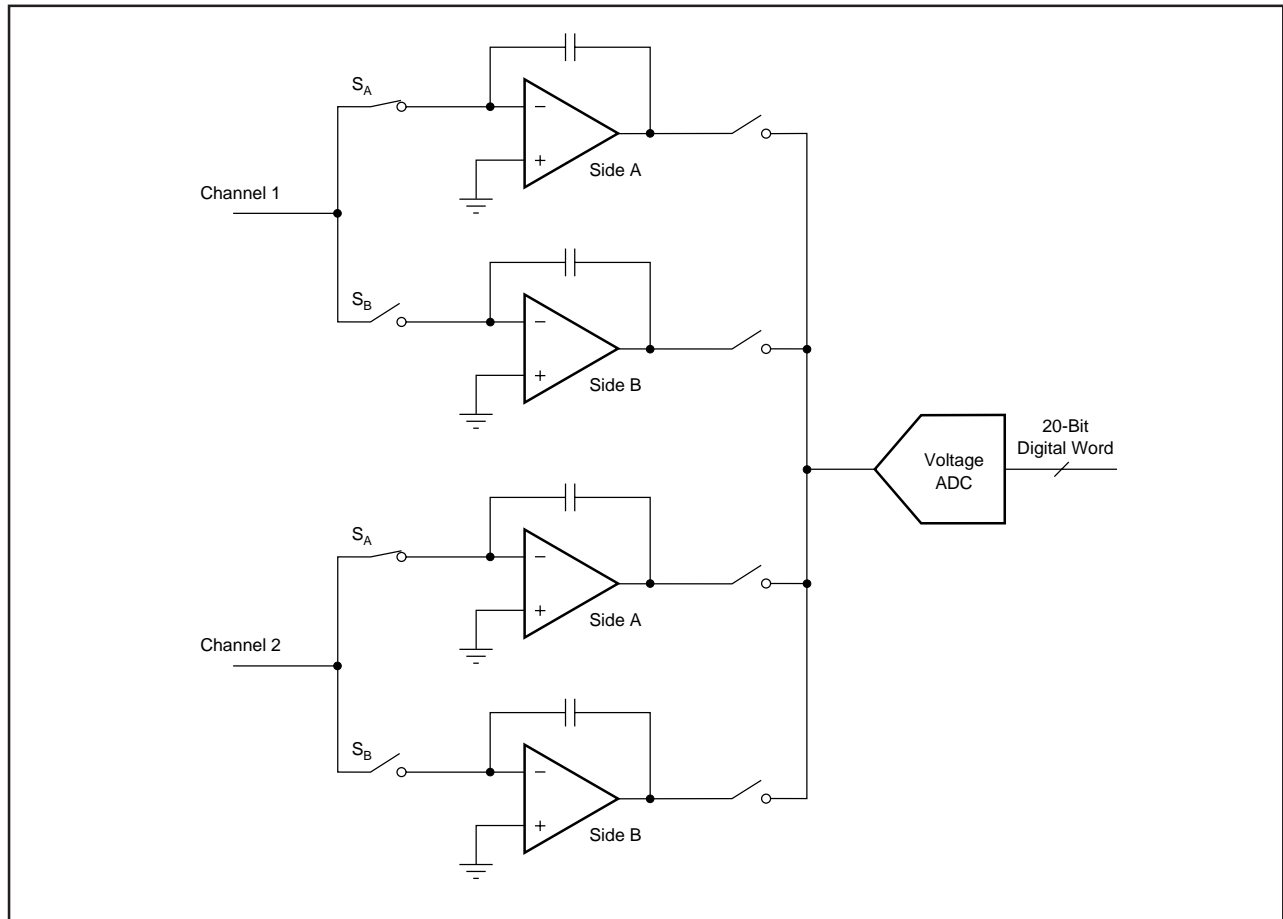 S_A
−
+
Side A
Channel 1
S_B
−
+
Side B
20-Bit
Digital Word
Voltage
ADC
S_A
−
+
Side A
Channel 2
S_B
−
+
Side B